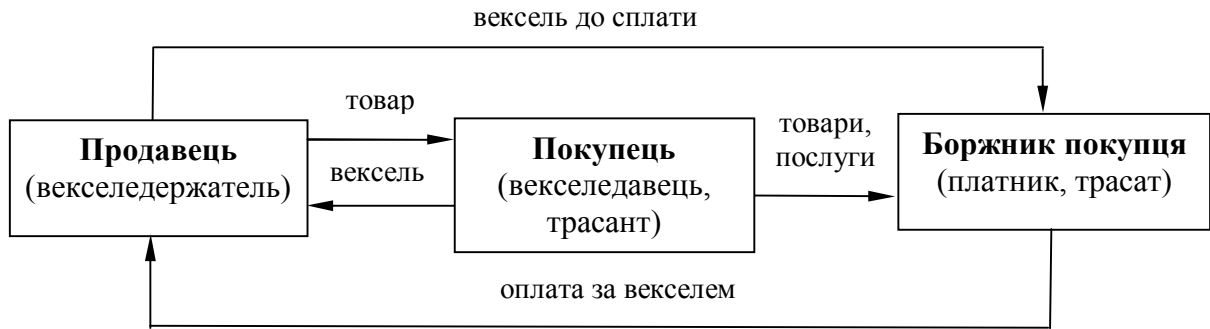 вексель до сплати
товар
Продавець
(векселедержатель)
вексель
Покупець
(векселедавець,
трасант)
товари,
послуги
Боржник покупця
(платник, трасат)
оплата за векселем